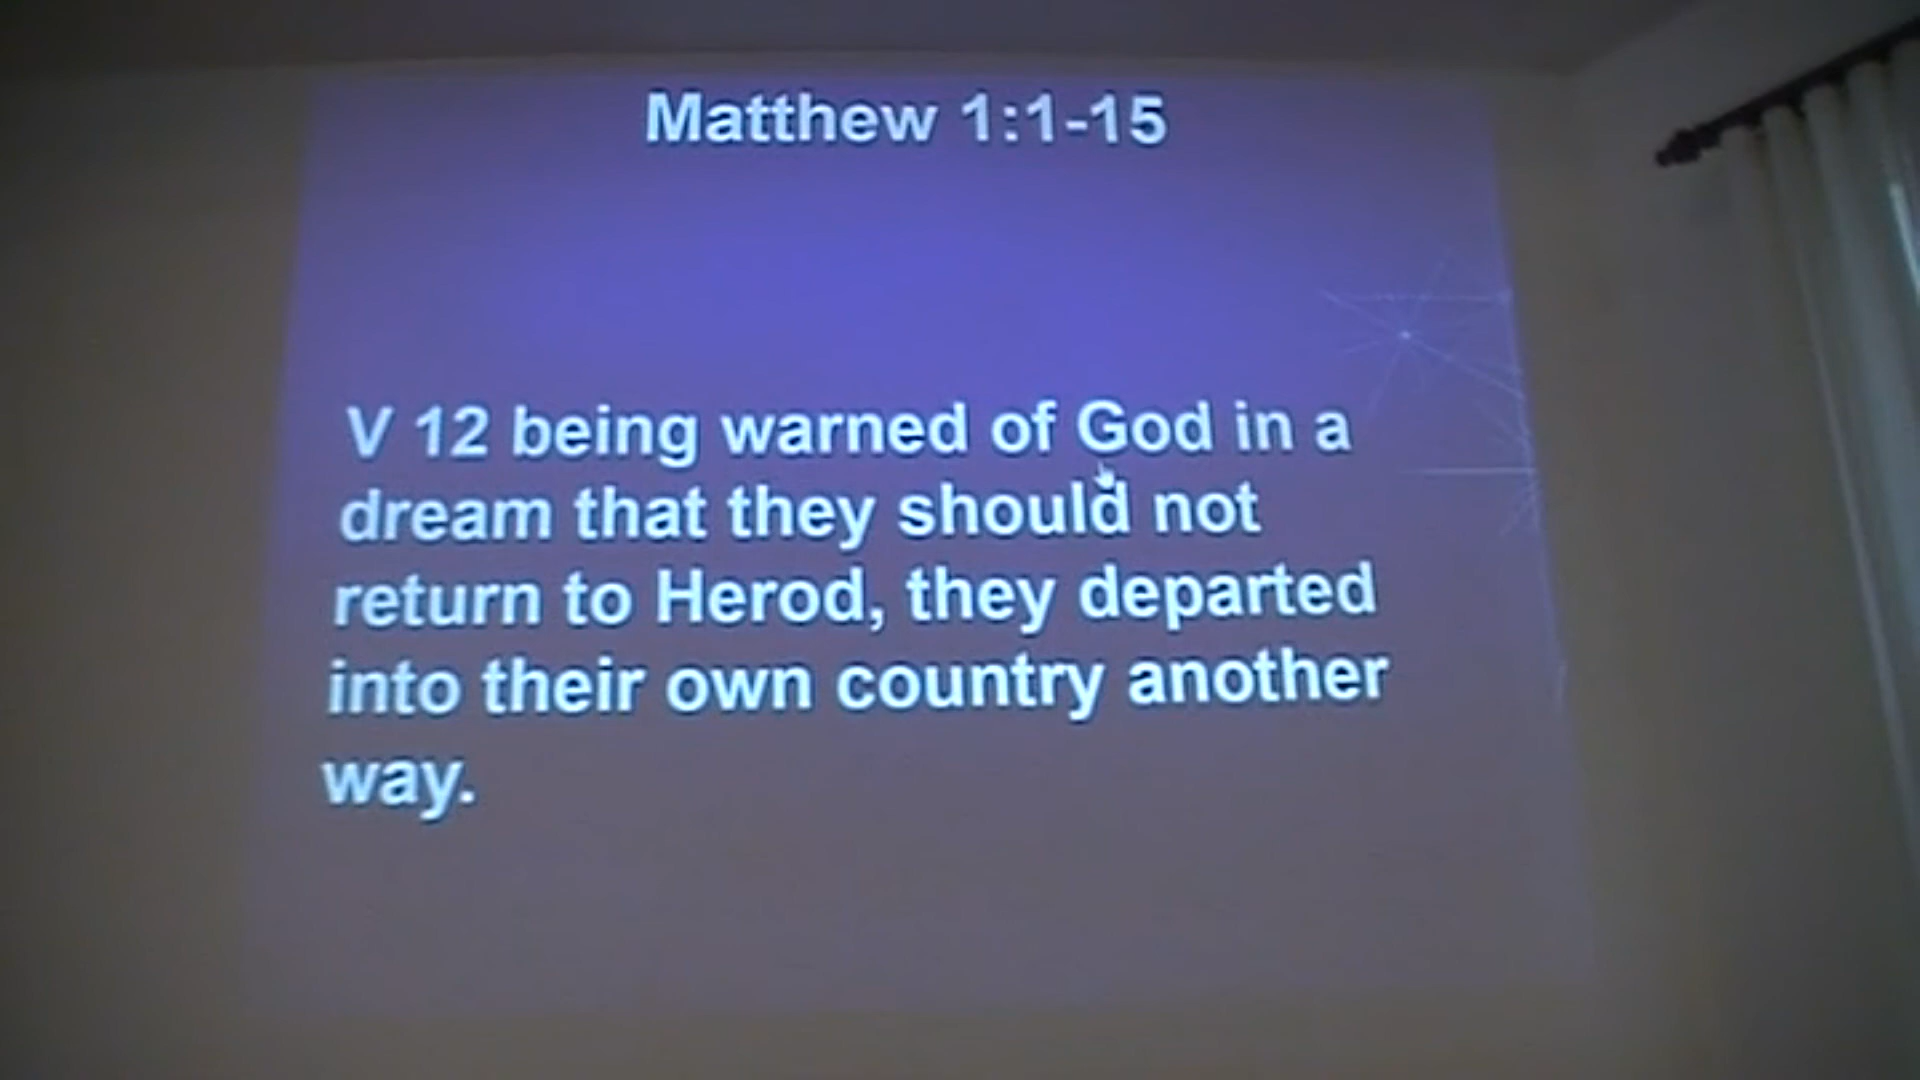 Matthew 1:1-15
V 12 being warned of God in a
dream that they should not
return to Herod, they departed
into their own country another
way.